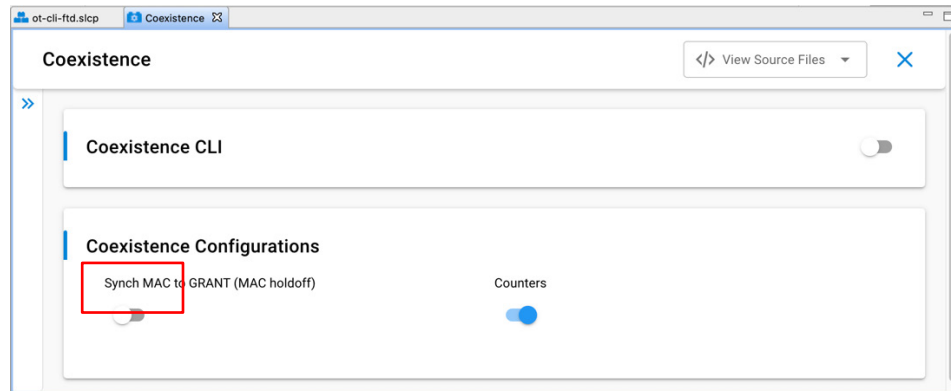 ot-cli-ftd.slcp Coexistence
Coexistence View Source Files
Coexistence CLI
Coexistence Configurations
Synch MAC to GRANT (MAC holdoff) Counters